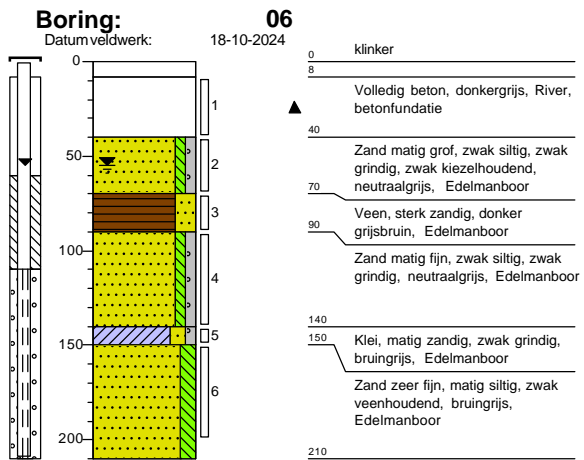 Boring: 06
Datum veldwerk: 18-10-2024
0
50
100
150
200
1
2
3
4
5
6
0
klinker
8
Volledig beton, donkergrijs, River,
betonfundatie
40
Zand matig grof, zwak siltig, zwak
grindig, zwak kiezelhoudend,
neutraalgrijs, Edelmanboor
70
Veen, sterk zandig, donker
grijsbruin, Edelmanboor
90
Zand matig fijn, zwak siltig, zwak
grindig, neutraalgrijs, Edelmanboor
140
Klei, matig zandig, zwak grindig,
bruingrijs, Edelmanboor
150
Zand zeer fijn, matig siltig, zwak
veenhoudend, bruingrijs,
Edelmanboor
210